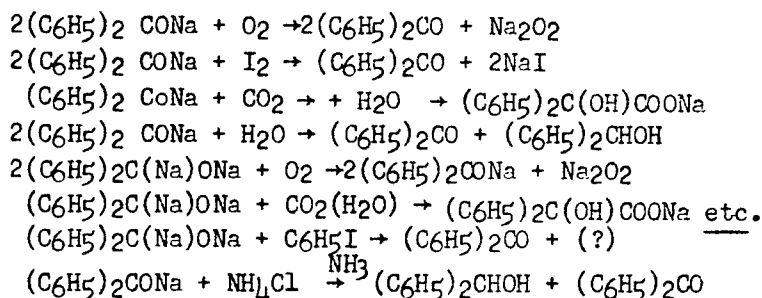 2(C6H5)2 CONa + O2 →2(C6H5)2CO + Na2O2
2(C6H5)2 CONa + I2 → (C6H5)2CO + 2NaI
(C6H5)2 CoNa + CO2 → + H2O → (C6H5)2C(OH)COONa
2(C6H5)2 CONa + H2O → (C6H5)2CO + (C6H5)2CHOH
2(C6H5)2C(Na)ONa + O2 →2(C6H5)2CONa + Na2O2
(C6H5)2C(Na)ONa + CO2(H2O) → (C6H5)2C(OH)COONa etc.
(C6H5)2C(Na)ONa + C6H5I → (C6H5)2CO + (?)
(C6H5)2CONa + NH4Cl →NH3 (C6H5)2CHOH + (C6H5)2CO